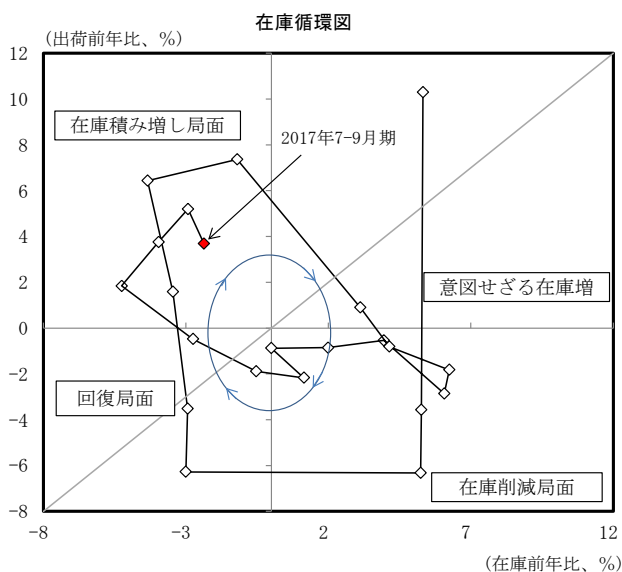 在庫循環図
(出荷前年比、%)
12
10
8
6
4
2
0
-2
-4
-6
-8
在庫積み増し局面
2017年7-9月期
意図せざる在庫増
回復局面
在庫削減局面
-8
-3
2
7
12
(在庫前年比、%)